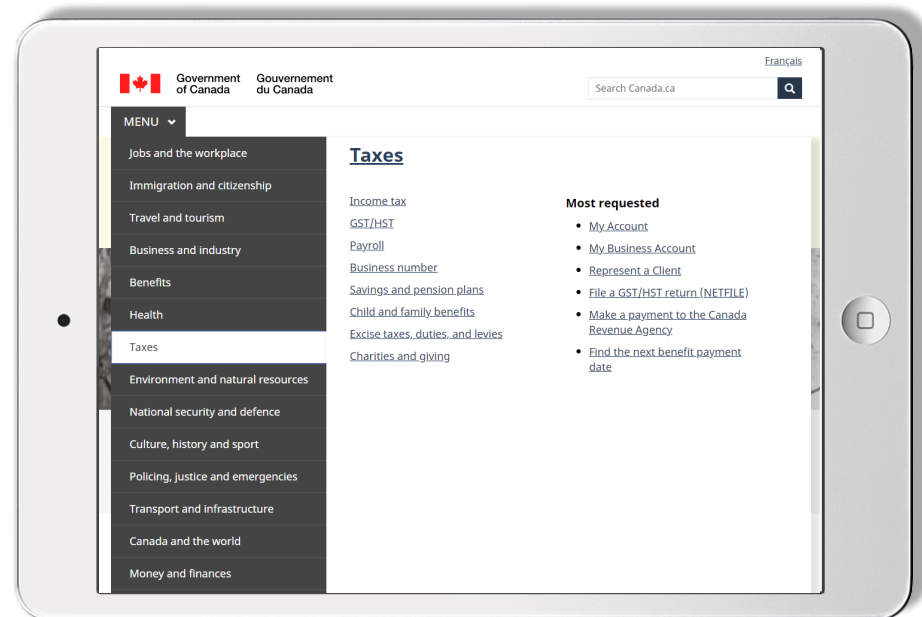 Français
Government
of Canada
Gouvernement
du Canada
Search Canada.ca
MENU
Jobs and the workplace
Immigration and citizenship
Travel and tourism
Business and industry
Benefits
Health
Taxes
Environment and natural resources
National security and defence
Culture, history and sport
Policing, justice and emergencies
Transport and infrastructure
Canada and the world
Money and finances
Taxes
Income tax
GST/HST
Payroll
Business number
Savings and pension plans
Child and family benefits
Excise taxes, duties, and levies
Charities and giving
Most requested
My Account
My Business Account
Represent a Client
File a GST/HST return (NETFILE)
Make a payment to the Canada
Revenue Agency
Find the next benefit payment
date